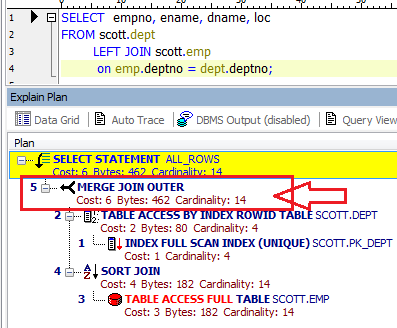 1 SELECT empno, ename, dname, loc
2 FROM scott.dept
3 LEFT JOIN scott.emp
4 on emp.deptno = dept.deptno;
Explain Plan
Data Grid Auto Trace DBMS Output (disabled) Query View
Plan
SELECT STATEMENT ALL_ROWS
Cost: 6 Bytes: 462 Cardinality: 14
5 MERGE JOIN OUTER
Cost: 6 Bytes: 462 Cardinality: 14
2 TABLE ACCESS BY INDEX ROWID TABLE SCOTT.DEPT
Cost: 2 Bytes: 80 Cardinality: 4
1 INDEX FULL SCAN INDEX (UNIQUE) SCOTT.PK_DEPT
Cost: 1 Cardinality: 4
4 SORT JOIN
Cost: 4 Bytes: 182 Cardinality: 14
3 TABLE ACCESS FULL TABLE SCOTT.EMP
Cost: 3 Bytes: 182 Cardinality: 14